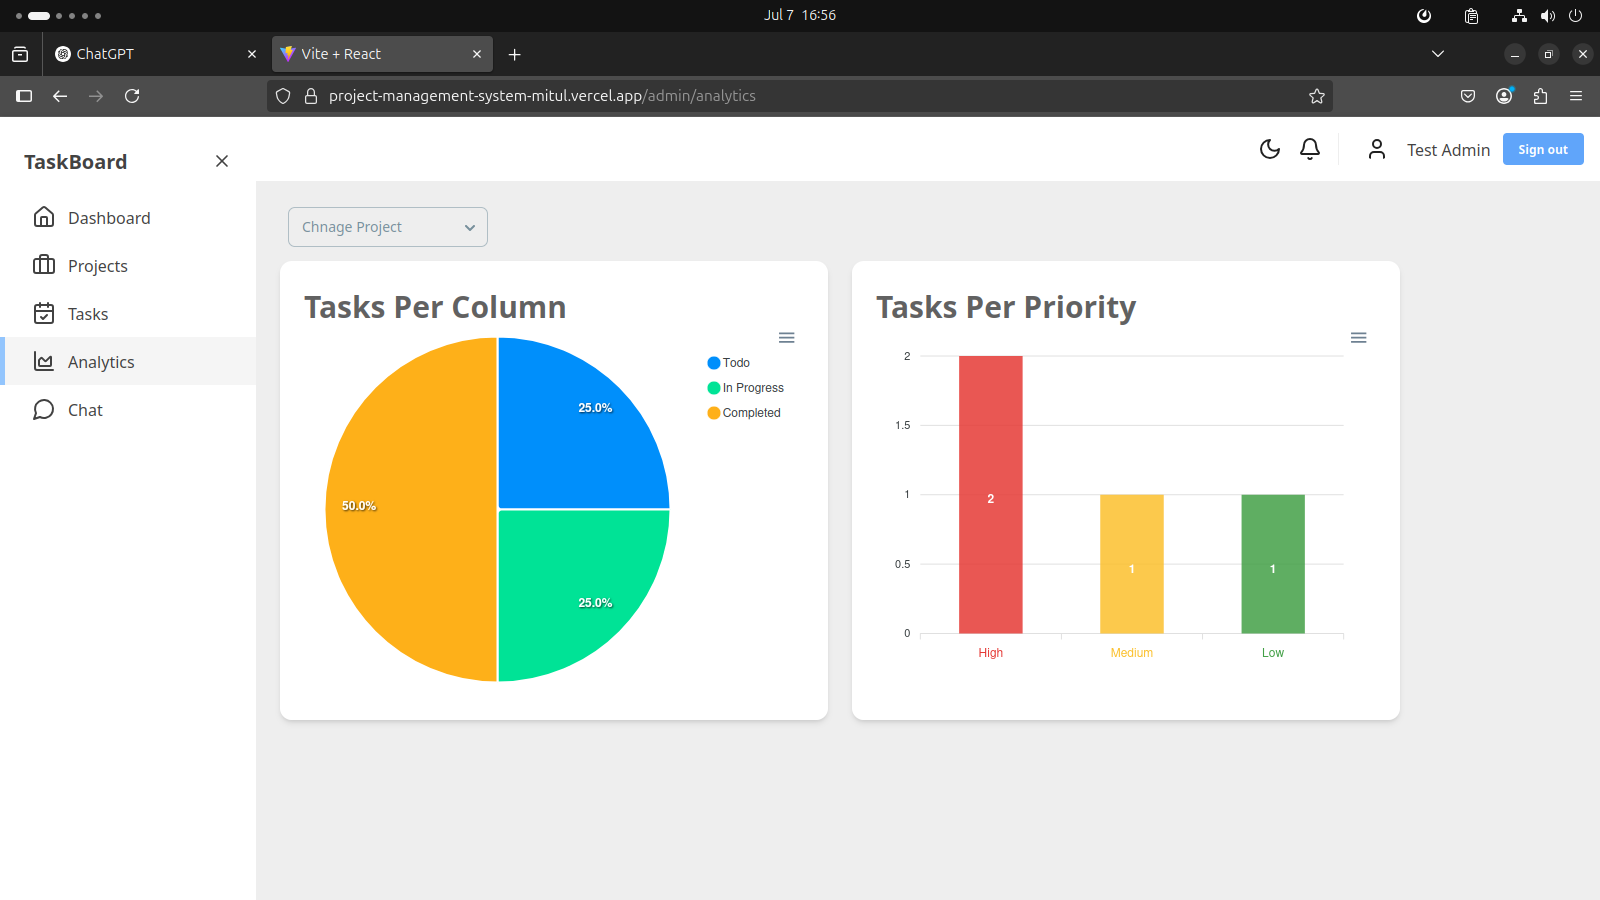 Jul 7 16:56
ChatGPT
Vite + React
project-management-system-mitul.vercel.app/admin/analytics
TaskBoard
Test Admin
Sign out
Dashboard
Projects
Tasks
Analytics
Chat
Chnage Project
Tasks Per Column
Todo
In Progress
Completed
25.0%
50.0%
25.0%
Tasks Per Priority
2
1.5
1
0.5
0
2
1
1
High
Medium
Low